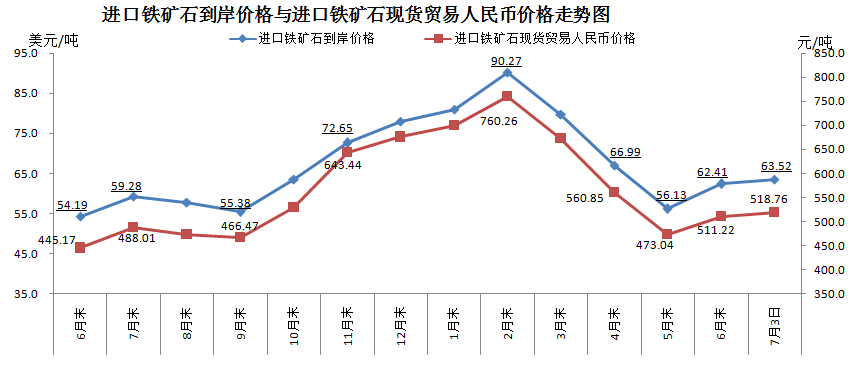 进口铁矿石到岸价格与进口铁矿石现货贸易人民币价格走势图
美元/吨
进口铁矿石到岸价格
进口铁矿石现货贸易人民币价格
元/吨
95.0
85.0
75.0
65.0
55.0
45.0
35.0
850.0
800.0
750.0
700.0
650.0
600.0
550.0
500.0
450.0
400.0
350.0
54.19
59.28
55.38
72.65
90.27
66.99
56.13
62.41
63.52
445.17
488.01
466.47
643.44
760.26
560.85
473.04
511.22
518.76
6月末
7月末
8月末
9月末
10月末
11月末
12月末
1月末
2月末
3月末
4月末
5月末
6月末
7月3日